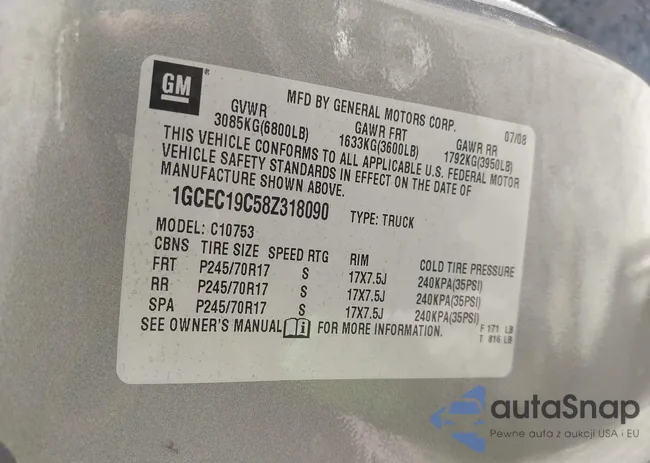 GM
MFD BY GENERAL MOTORS CORP. 07/08
GVWR GAWR FRT GAWR RR
3085KG(6800LB) 1633KG(3600LB) 1792KG(3950LB)
THIS VEHICLE CONFORMS TO ALL APPLICABLE U.S. FEDERAL MOTOR
VEHICLE SAFETY STANDARDS IN EFFECT ON THE DATE OF
MANUFACTURE SHOWN ABOVE.
1GCEC19C58Z318090 TYPE: TRUCK
MODEL: C10753
CBNS TIRE SIZE SPEED RTG RIM COLD TIRE PRESSURE
FRT P245/70R17 S 17X7.5J 240KPA(35PSI)
RR P245/70R17 S 17X7.5J 240KPA(35PSI)
SPA P245/70R17 S 17X7.5J 240KPA(35PSI)
SEE OWNER'S MANUAL FOR MORE INFORMATION.
F 171 LB
T 816 LB
autaSnap
Pewne auta z aukcji USA i EU